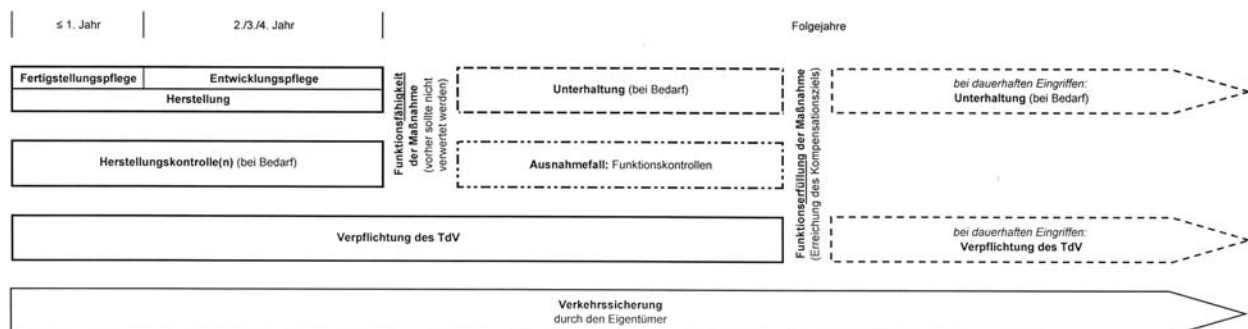 ≤ 1. Jahr
2./3./4. Jahr
Folgejahre
Fertigstellungspflege
Entwicklungspflege
Herstellung
Funktionsfähigkeit
der Maßnahme
(vorher sollte nicht
verwertet werden)
Unterhaltung (bei Bedarf)
Funktionserfüllung der Maßnahme
(Erreichung des Kompensationsziels)
bei dauerhaften Eingriffen:
Unterhaltung (bei Bedarf)
Herstellungskontrolle(n) (bei Bedarf)
Ausnahmefall: Funktionskontrollen
Verpflichtung des TdV
bei dauerhaften Eingriffen:
Verpflichtung des TdV
Verkehrssicherung
durch den Eigentümer